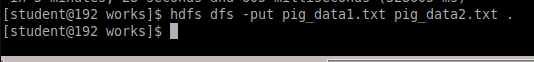 [student@192 works]$ hdfs dfs -put pig_data1.txt pig_data2.txt .
[student@192 works]$